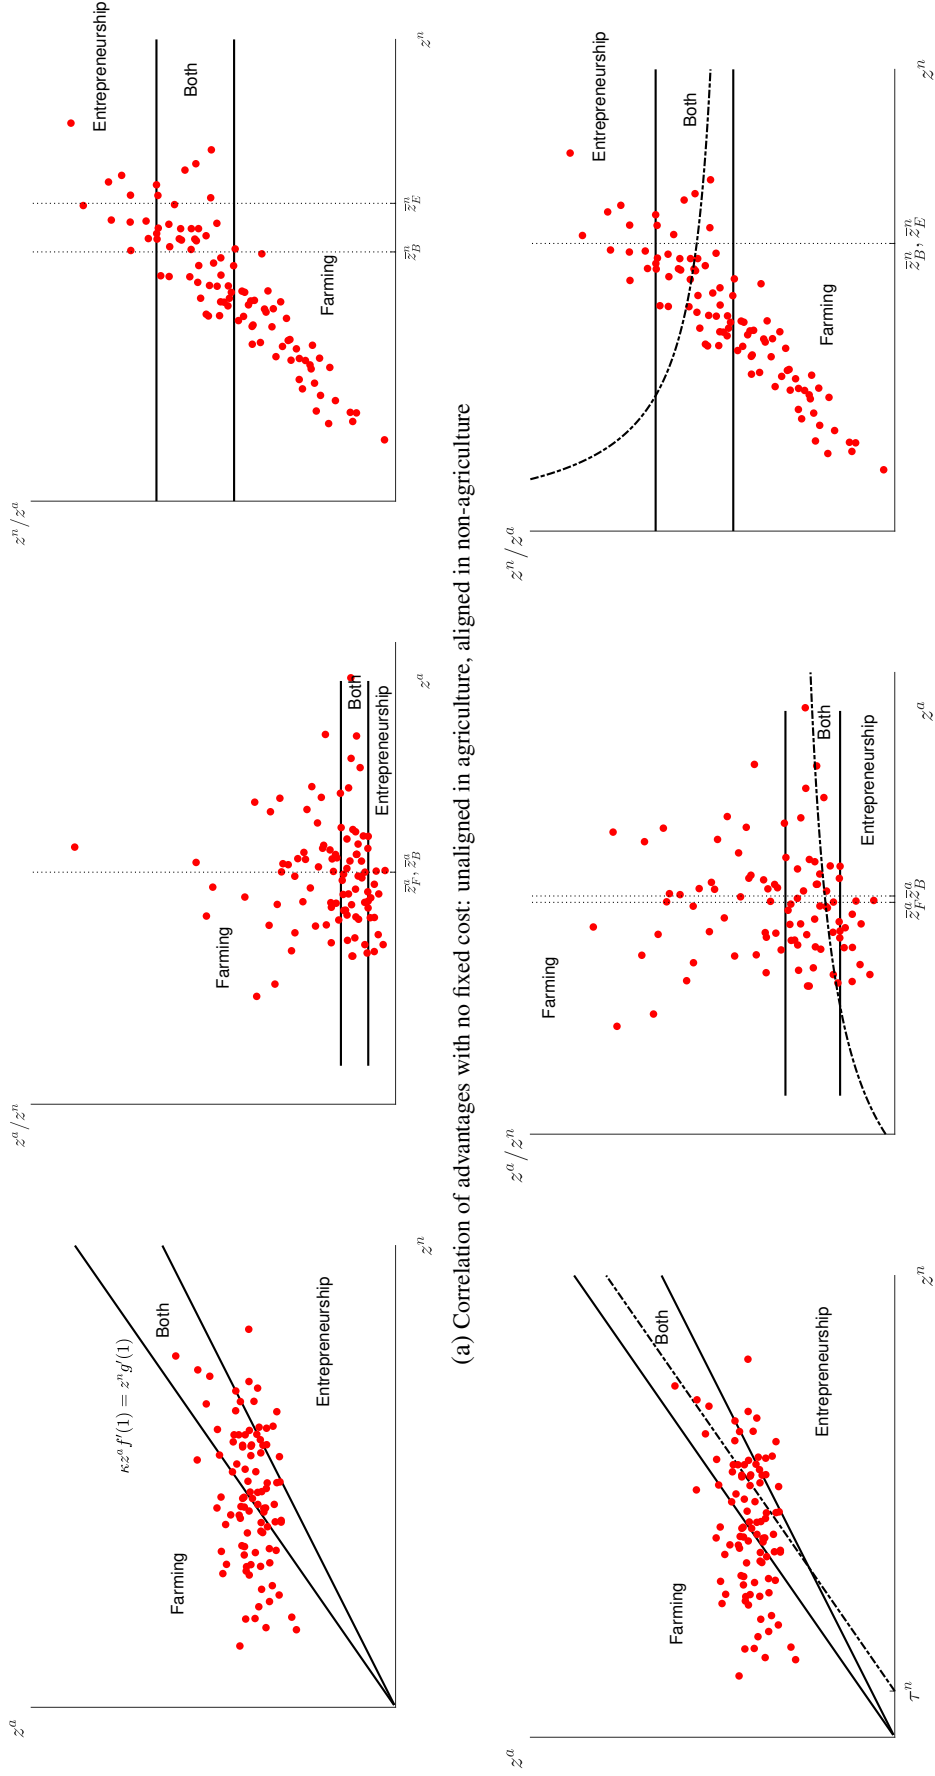 z^a
κz^a f′(1) = z^n g′(1)
Both
Farming
Entrepreneurship
z^n
z^a/z^n
Farming
Both
Entrepreneurship
z̄^a_F, z̄^a_B
z^a
z^n/z^a
Entrepreneurship
Both
Farming
z̄^n_B
z̄^n_E
z^n
(a) Correlation of advantages with no fixed cost: unaligned in agriculture, aligned in non-agriculture
z^a
Both
Farming
Entrepreneurship
τ^n
z^n
z^a/z^n
Farming
Both
Entrepreneurship
z̄^a_F z̄^a_B
z^a
z^n/z^a
Entrepreneurship
Both
Farming
z̄^n_B, z̄^n_E
z^n